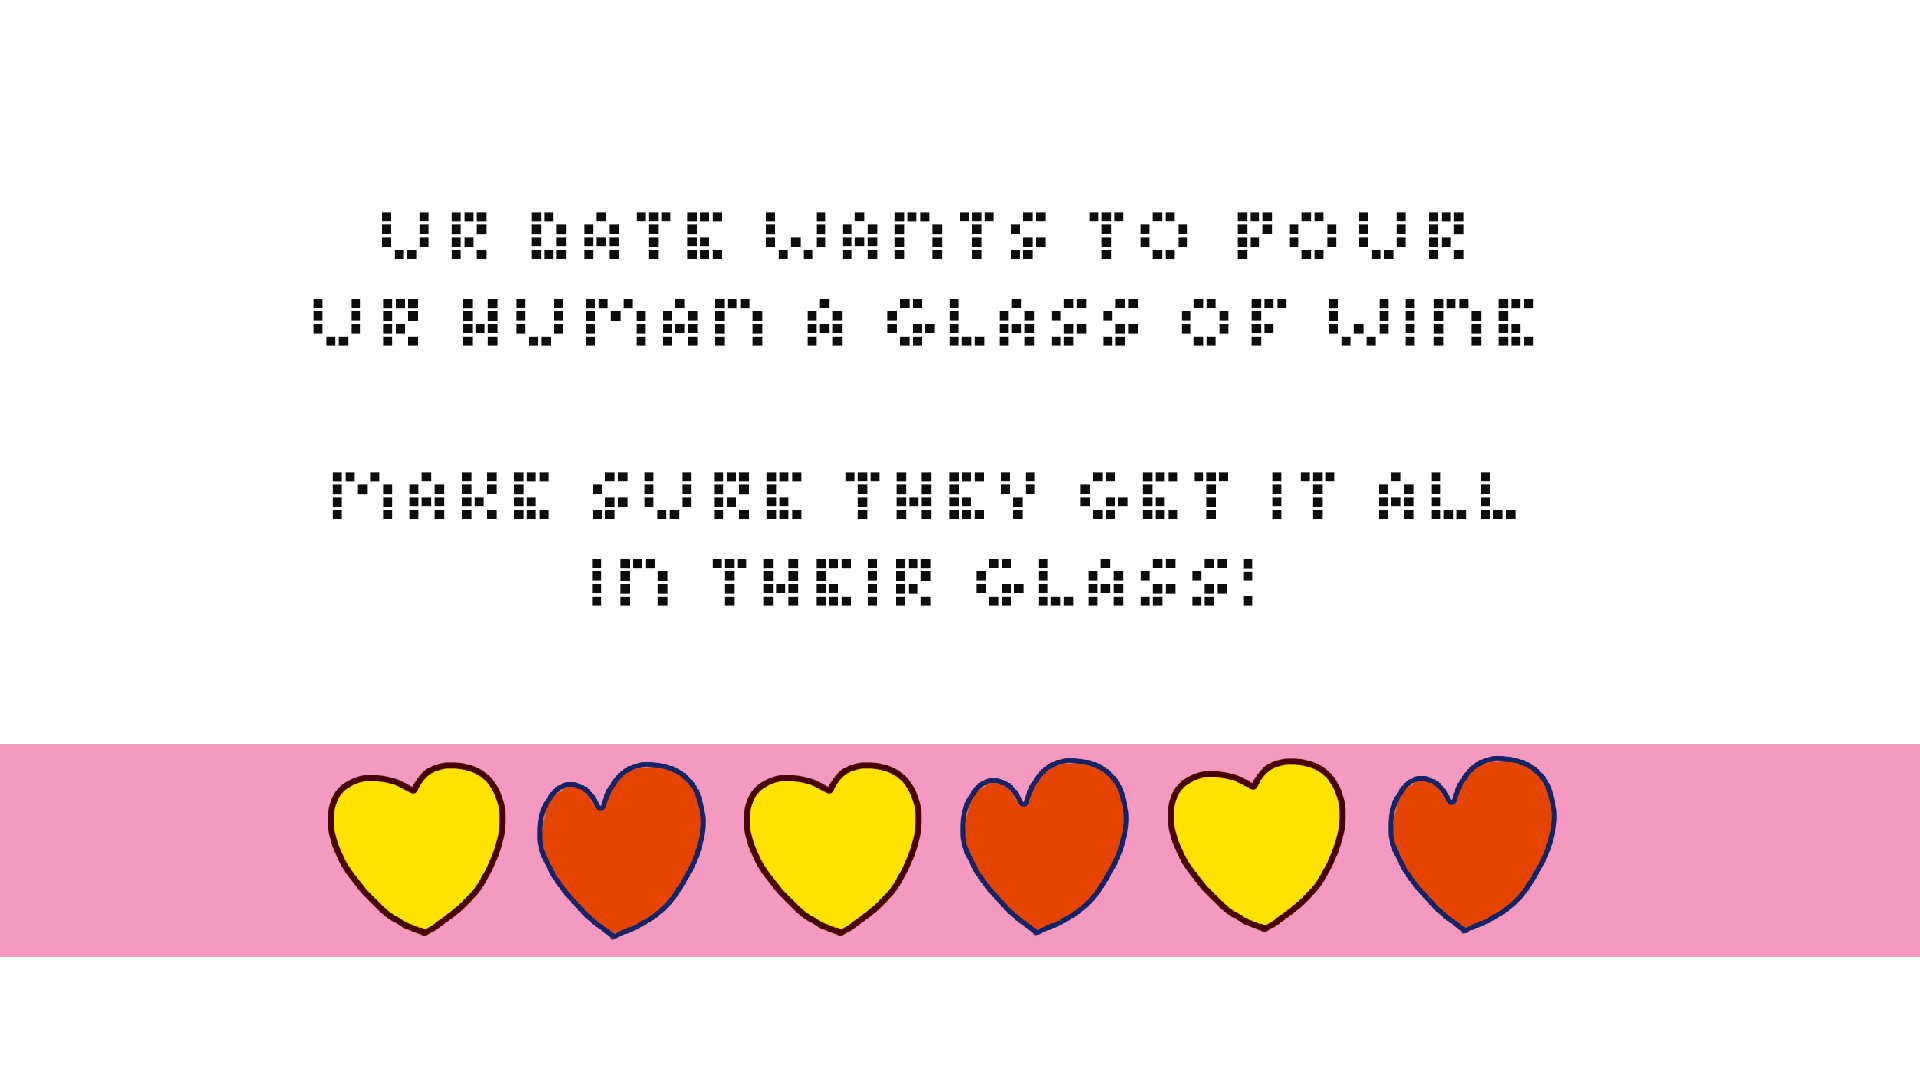 UR DATE WANTS TO POUR
UR HUMAN A GLASS OF WINE
MAKE SURE THEY GET IT ALL
IN THEIR GLASS!